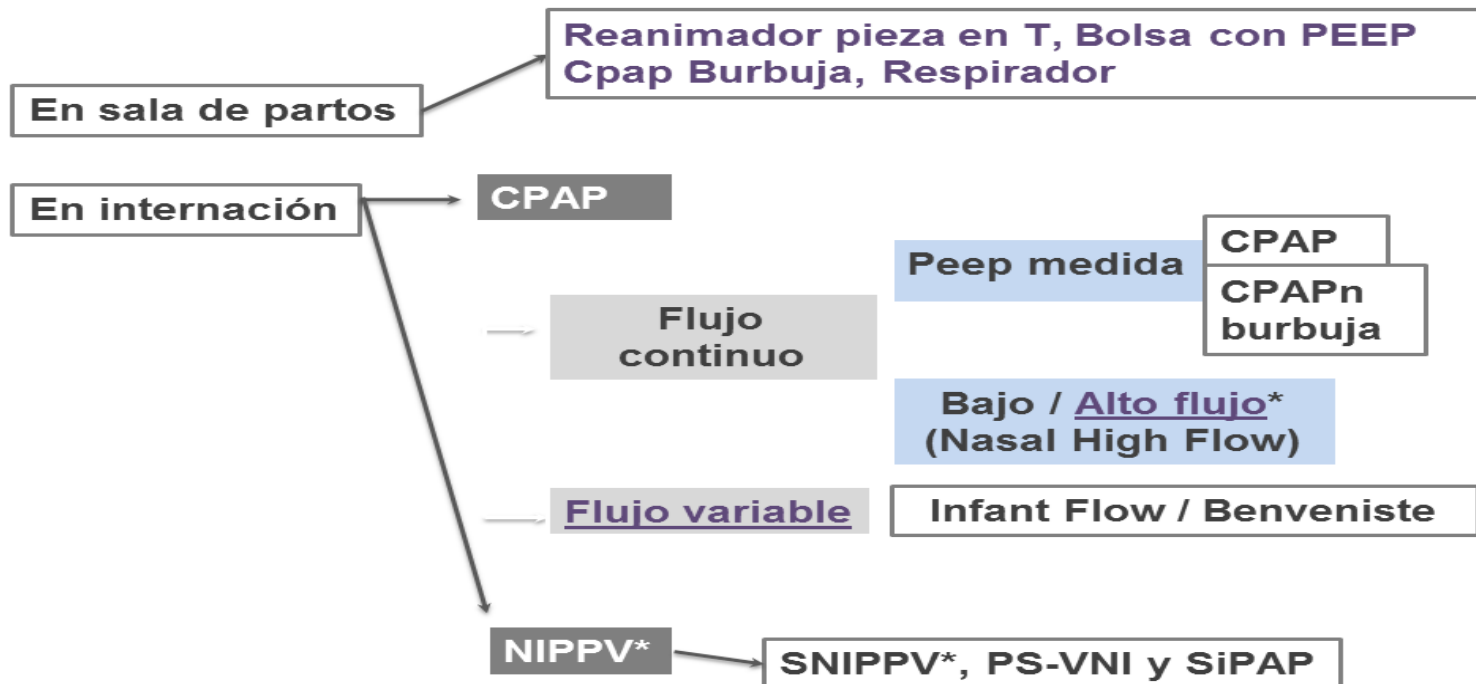 Reanimador pieza en T, Bolsa con PEEP
Cpap Burbuja, Respirador
En sala de partos
En internación
CPAP
Flujo
continuo
Peep medida
CPAP
CPAPn
burbuja
Bajo / Alto flujo*
(Nasal High Flow)
Flujo variable
Infant Flow / Benveniste
NIPPV*
SNIPPV*, PS-VNI y SiPAP